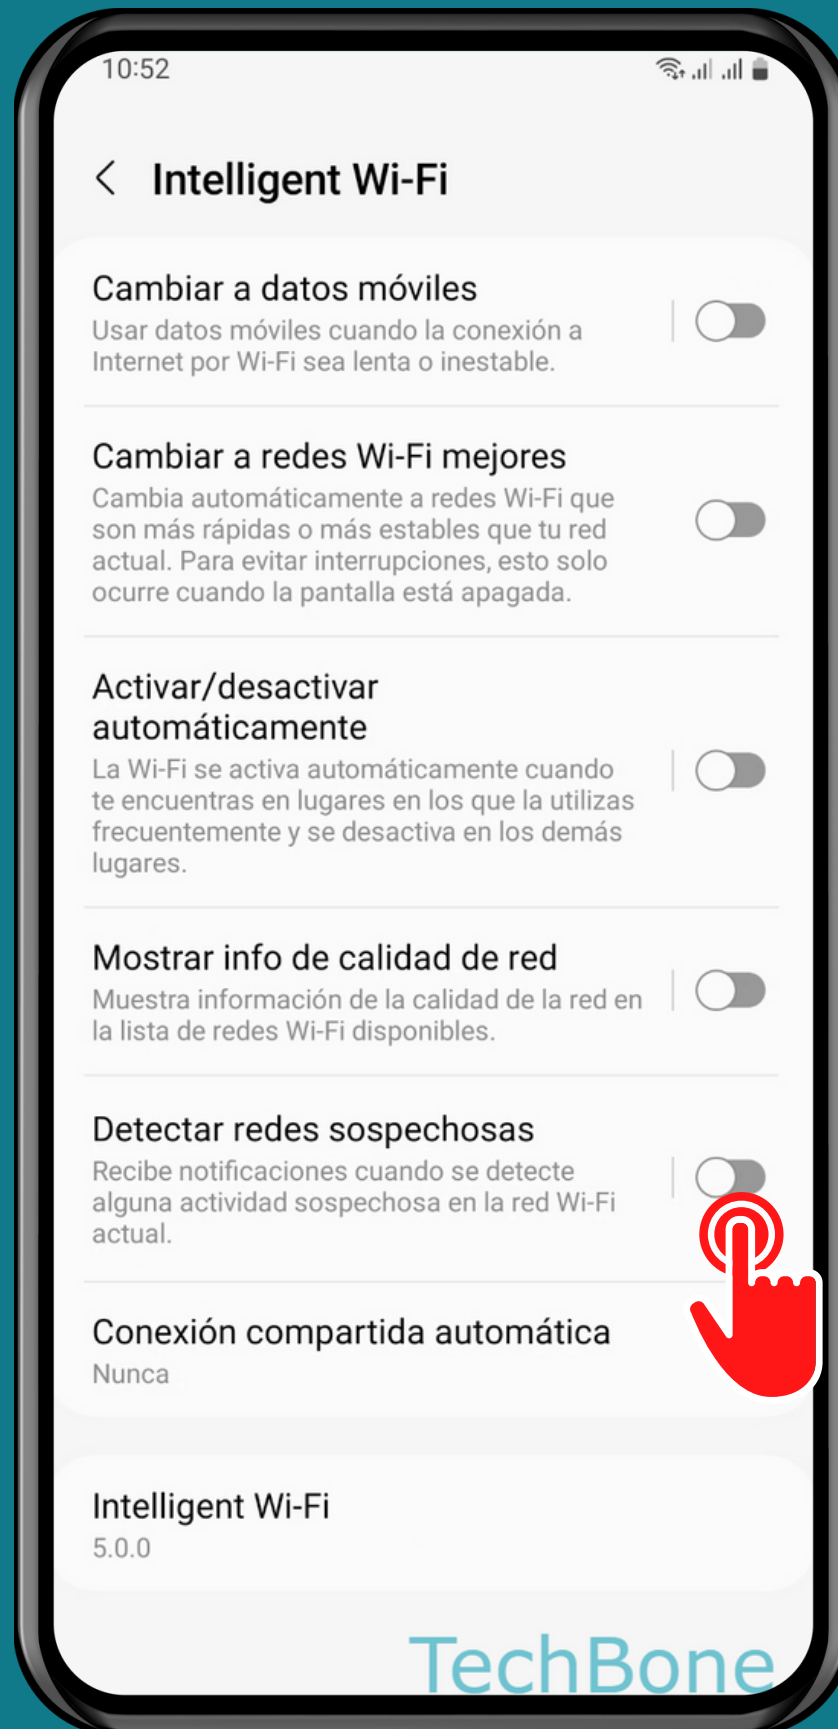 10:52
Intelligent Wi-Fi
Cambiar a datos móviles
Usar datos móviles cuando la conexión a
Internet por Wi-Fi sea lenta o inestable.
Cambiar a redes Wi-Fi mejores
Cambia automáticamente a redes Wi-Fi que
son más rápidas o más estables que tu red
actual. Para evitar interrupciones, esto solo
ocurre cuando la pantalla está apagada.
Activar/desactivar
automáticamente
La Wi-Fi se activa automáticamente cuando
te encuentras en lugares en los que la utilizas
frecuentemente y se desactiva en los demás
lugares.
Mostrar info de calidad de red
Muestra información de la calidad de la red en
la lista de redes Wi-Fi disponibles.
Detectar redes sospechosas
Recibe notificaciones cuando se detecte
alguna actividad sospechosa en la red Wi-Fi
actual.
Conexión compartida automática
Nunca
Intelligent Wi-Fi
5.0.0
TechBone